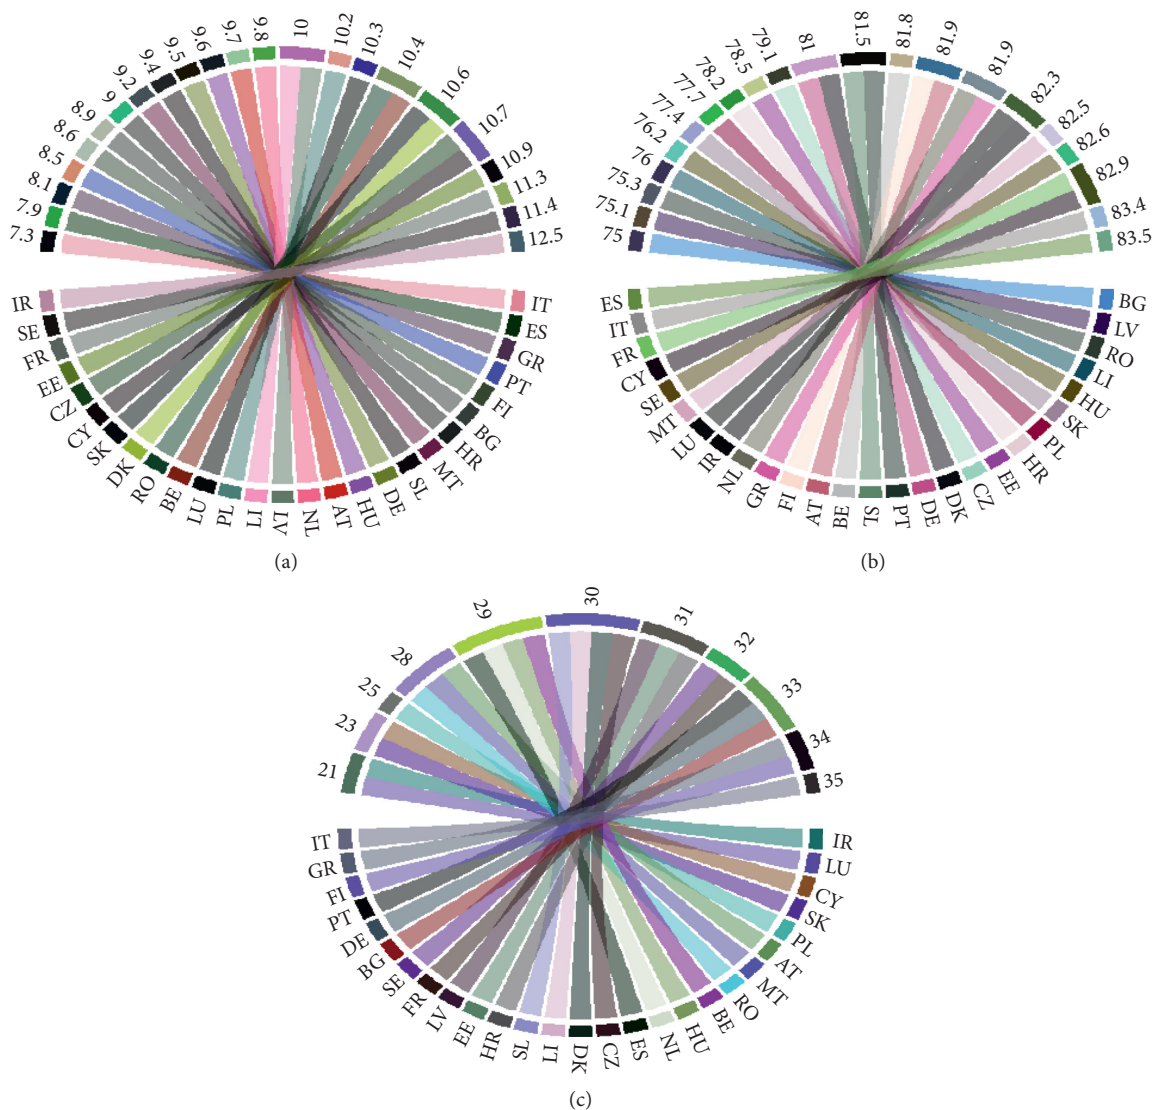 7.3
7.9
8.1
8.5
8.6
8.9
9
9.2
9.4
9.5
9.6
9.7
9.8
10
10.2
10.3
10.4
10.6
10.7
10.9
11.3
11.4
12.5
IT
ES
GR
PT
FI
BG
HR
MT
SL
DE
HU
AT
NL
LV
LI
PL
LU
BE
RO
DK
SK
CY
CZ
EE
FR
SE
IR
(a)
75
75.1
75.3
76
76.2
77.4
77.7
78.2
78.5
79.1
81
81.5
81.8
81.9
81.9
82.3
82.5
82.6
82.9
83.4
83.5
BG
LV
RO
LI
HU
SK
PL
HR
EE
CZ
DK
DE
PT
SL
BE
AT
FI
GR
NL
IR
LU
MT
SE
CY
FR
IT
ES
(b)
21
23
25
28
29
30
31
32
33
34
35
IR
LU
CY
SK
PL
AT
MT
RO
BE
HU
NL
ES
CZ
DK
LI
SL
HR
EE
LV
FR
SE
BG
DE
PT
FI
GR
IT
(c)